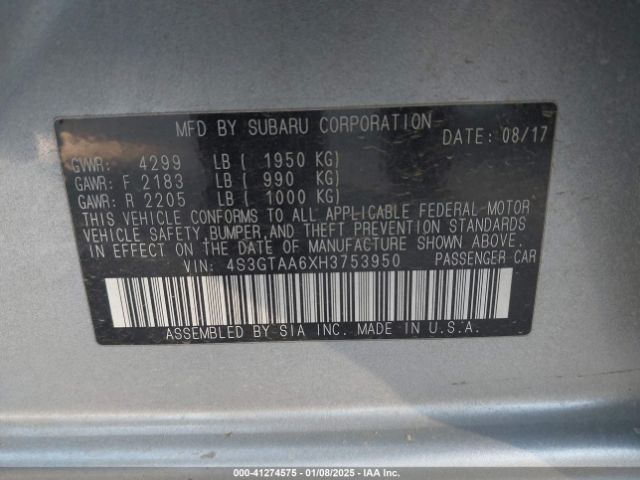 MFD BY SUBARU CORPORATION DATE: 08/17
GVWR: 4299 LB ( 1950 KG)
GAWR: F 2183 LB ( 990 KG)
GAWR: R 2205 LB ( 1000 KG)
THIS VEHICLE CONFORMS TO ALL APPLICABLE FEDERAL MOTOR
VEHICLE SAFETY,BUMPER,AND THEFT PREVENTION STANDARDS
IN EFFECT ON THE DATE OF MANUFACTURE SHOWN ABOVE.
VIN: 4S3GTAA6XH3753950 PASSENGER CAR
ASSEMBLED BY SIA INC. MADE IN U.S.A.
000-41274575 - 01/08/2025 - IAA Inc.